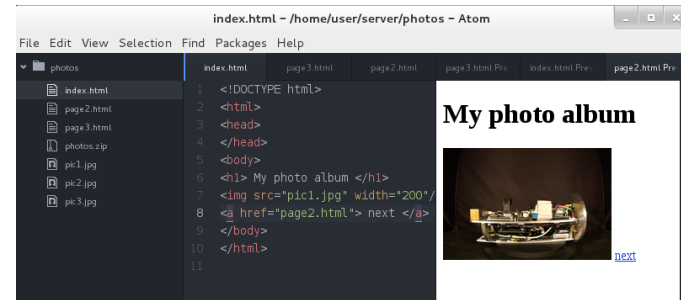 index.html – /home/user/server/photos – Atom
File Edit View Selection Find Packages Help
photos
index.html
page2.html
page3.html
photos.zip
pic1.jpg
pic2.jpg
pic3.jpg
index.html page3.html page2.html page3.html Pre index.html Pre page2.html Pre
1 <!DOCTYPE html>
2 <html>
3 <head>
4 </head>
5 <body>
6 <h1> My photo album </h1>
7 <img src="pic1.jpg" width="200"/
8 <a href="page2.html"> next </a>
9 </body>
10 </html>
11
My photo album
next